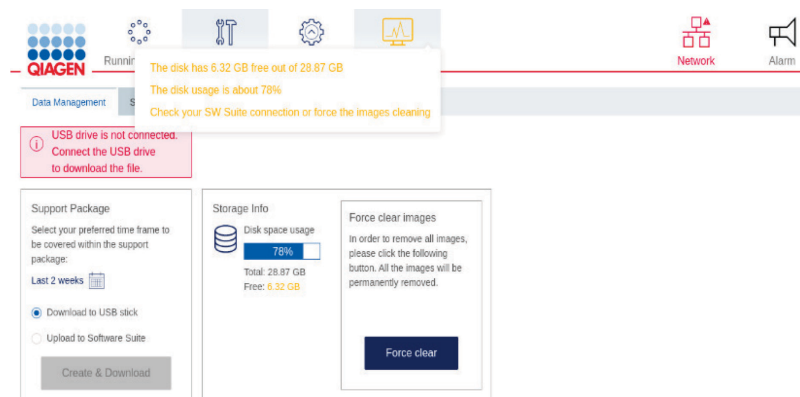 QIAGEN
Network
Alarm
The disk has 6.32 GB free out of 28.87 GB
The disk usage is about 78%
Check your SW Suite connection or force the images cleaning
Data Management
USB drive is not connected.
Connect the USB drive
to download the file.
Support Package
Select your preferred time frame to
be covered within the support
package:
Last 2 weeks
Download to USB stick
Upload to Software Suite
Create & Download
Storage Info
Disk space usage
78%
Total: 28.87 GB
Free: 6.32 GB
Force clear images
In order to remove all images,
please click the following
button. All the images will be
permanently removed.
Force clear